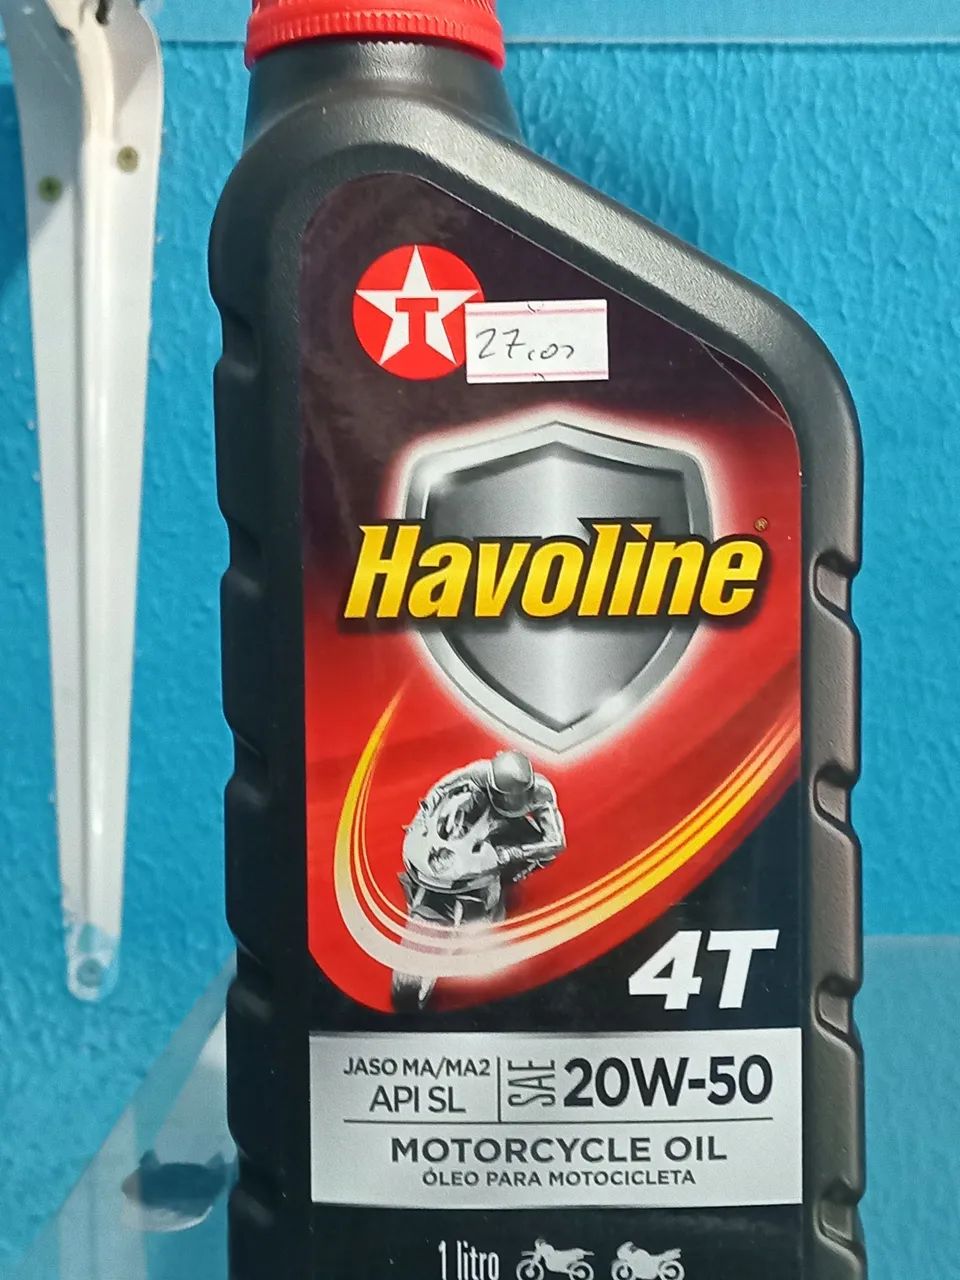 T
27,00
Havoline®
4T
JASO MA/MA2
API SL
SAE 20W-50
MOTORCYCLE OIL
ÓLEO PARA MOTOCICLETA
1 litro